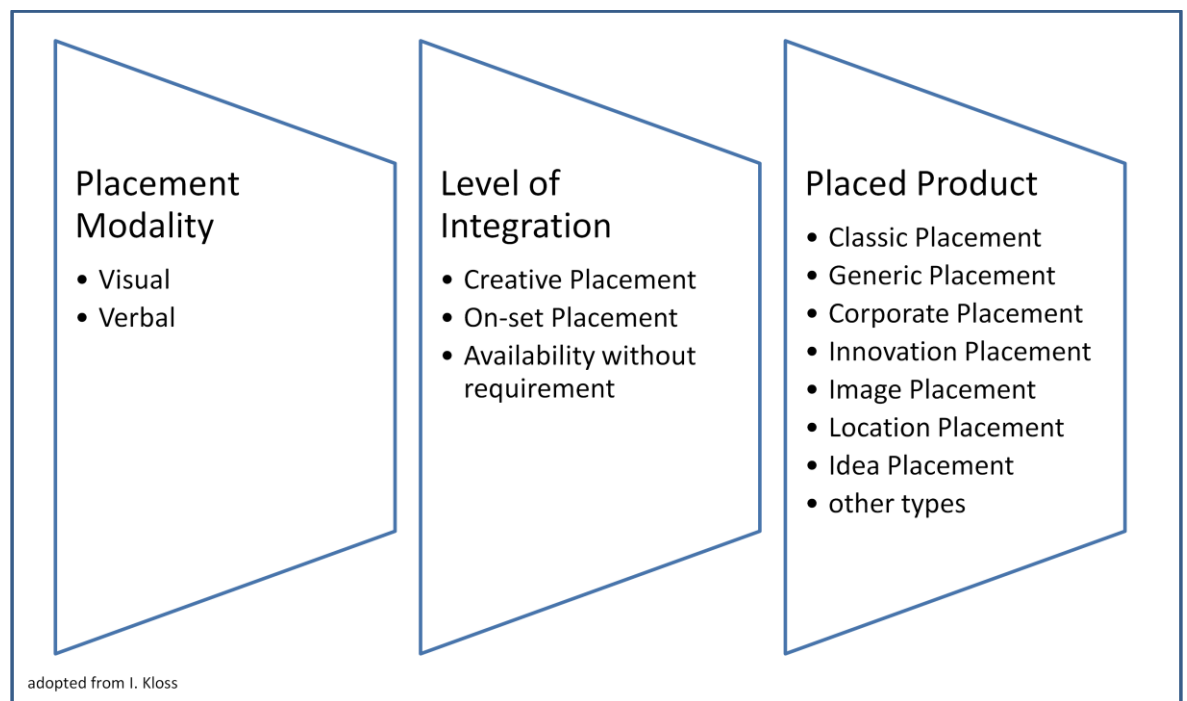 Placement
Modality
• Visual
• Verbal
Level of
Integration
• Creative Placement
• On-set Placement
• Availability without
requirement
Placed Product
• Classic Placement
• Generic Placement
• Corporate Placement
• Innovation Placement
• Image Placement
• Location Placement
• Idea Placement
• other types
adopted from I. Kloss